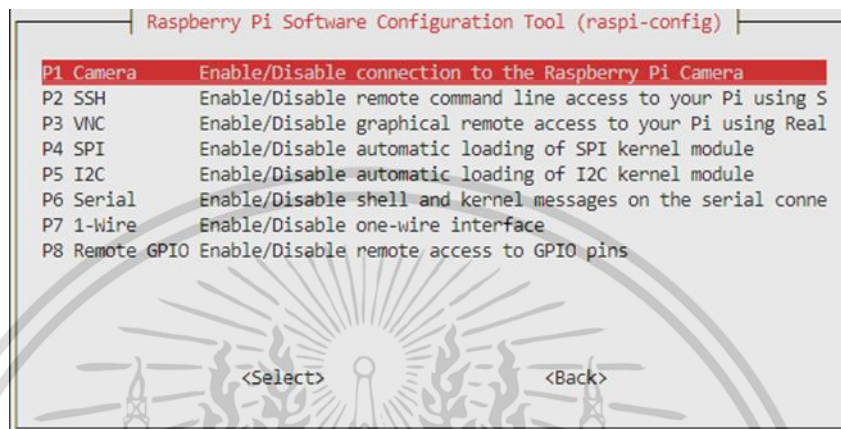 Raspberry Pi Software Configuration Tool (raspi-config)
P1 Camera Enable/Disable connection to the Raspberry Pi Camera
P2 SSH Enable/Disable remote command line access to your Pi using S
P3 VNC Enable/Disable graphical remote access to your Pi using Real
P4 SPI Enable/Disable automatic loading of SPI kernel module
P5 I2C Enable/Disable automatic loading of I2C kernel module
P6 Serial Enable/Disable shell and kernel messages on the serial conne
P7 1-Wire Enable/Disable one-wire interface
P8 Remote GPIO Enable/Disable remote access to GPIO pins
<Select> <Back>